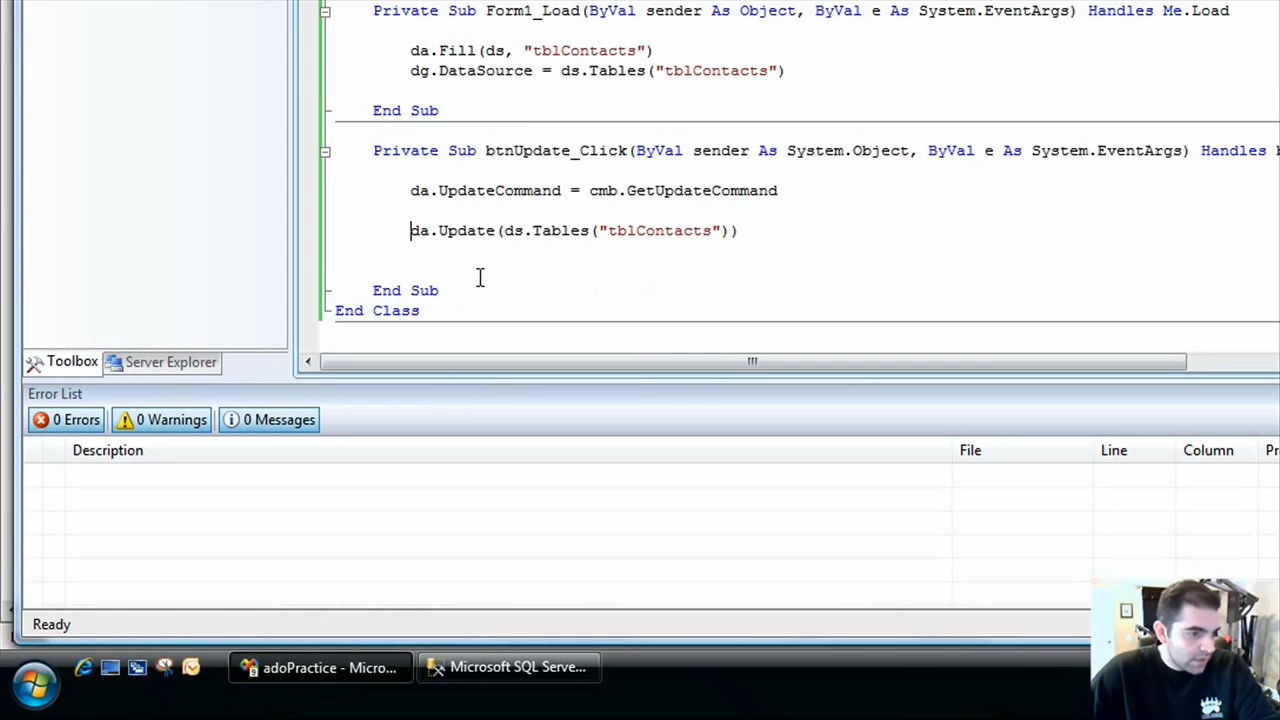 Private Sub Form1_Load(ByVal sender As Object, ByVal e As System.EventArgs) Handles Me.Load
da.Fill(ds, "tblContacts")
dg.DataSource = ds.Tables("tblContacts")
End Sub
Private Sub btnUpdate_Click(ByVal sender As System.Object, ByVal e As System.EventArgs) Handles
da.UpdateCommand = cmb.GetUpdateCommand
da.Update(ds.Tables("tblContacts"))
End Sub
End Class
Toolbox Server Explorer
Error List
0 Errors 0 Warnings 0 Messages
Description File Line Column Pr
Ready
adoPractice - Micro... Microsoft SQL Serve...